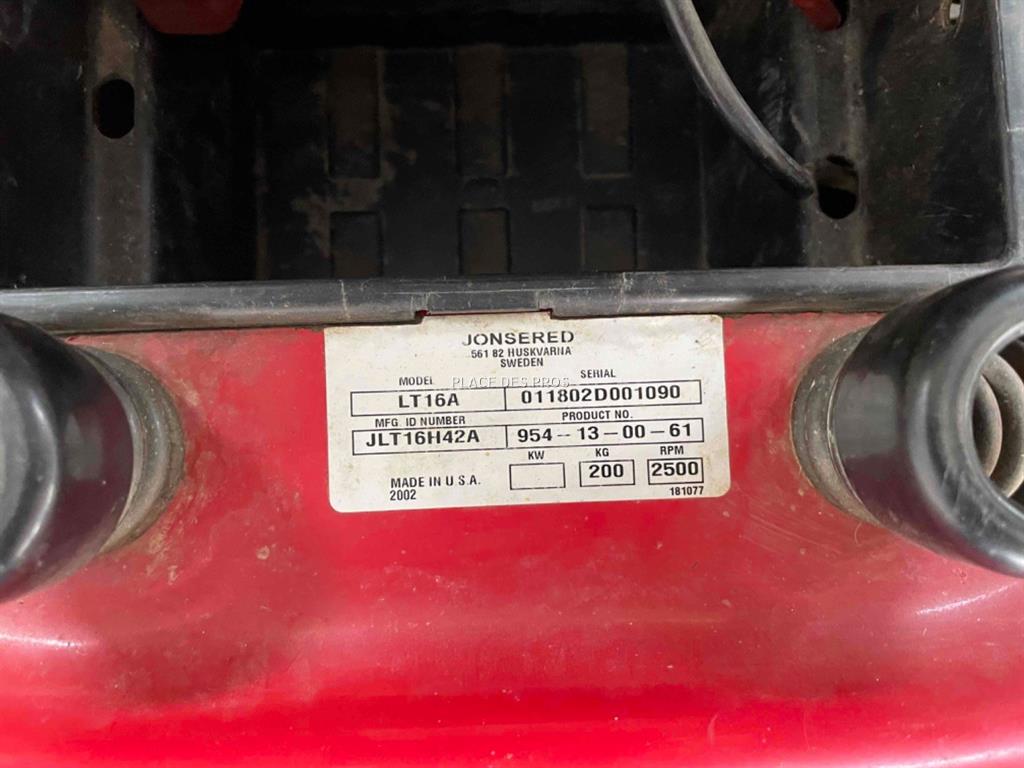 JONSERED
561 82 HUSKVARNA
SWEDEN
MODEL SERIAL
PLACE DES PROS
LT16A 011802D001090
MFG. ID NUMBER PRODUCT NO.
JLT16H42A 954-13-00-61
KW KG RPM
200 2500
MADE IN U S A.
2002 181077